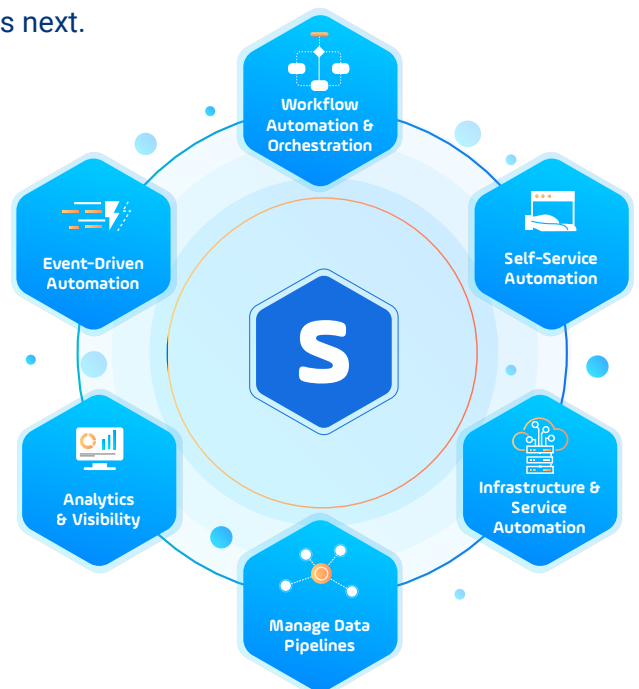 s next.
Workflow
Automation &
Orchestration
Event-Driven
Automation
Self-Service
Automation
S
Analytics
& Visibility
Infrastructure &
Service
Automation
Manage Data
Pipelines